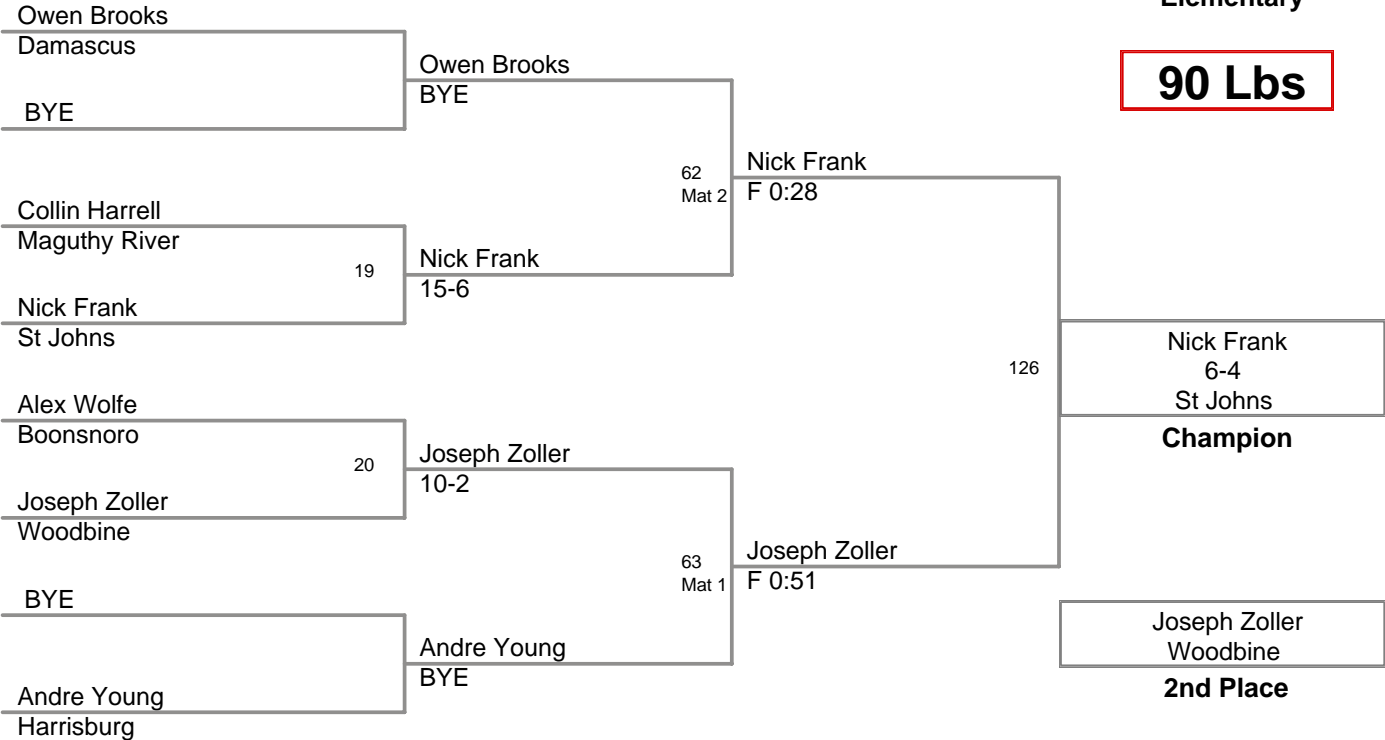 Elementary
90 Lbs
Owen Brooks
Damascus
BYE
Collin Harrell
Maguthy River
19
Nick Frank
St Johns
Alex Wolfe
Boonsnoro
20
Joseph Zoller
Woodbine
BYE
Andre Young
Harrisburg
Owen Brooks
BYE
62
Mat 2
Nick Frank
15-6
Joseph Zoller
10-2
63
Mat 1
Andre Young
BYE
Nick Frank
F 0:28
126
Joseph Zoller
F 0:51
Nick Frank
6-4
St Johns
Champion
Joseph Zoller
Woodbine
2nd Place